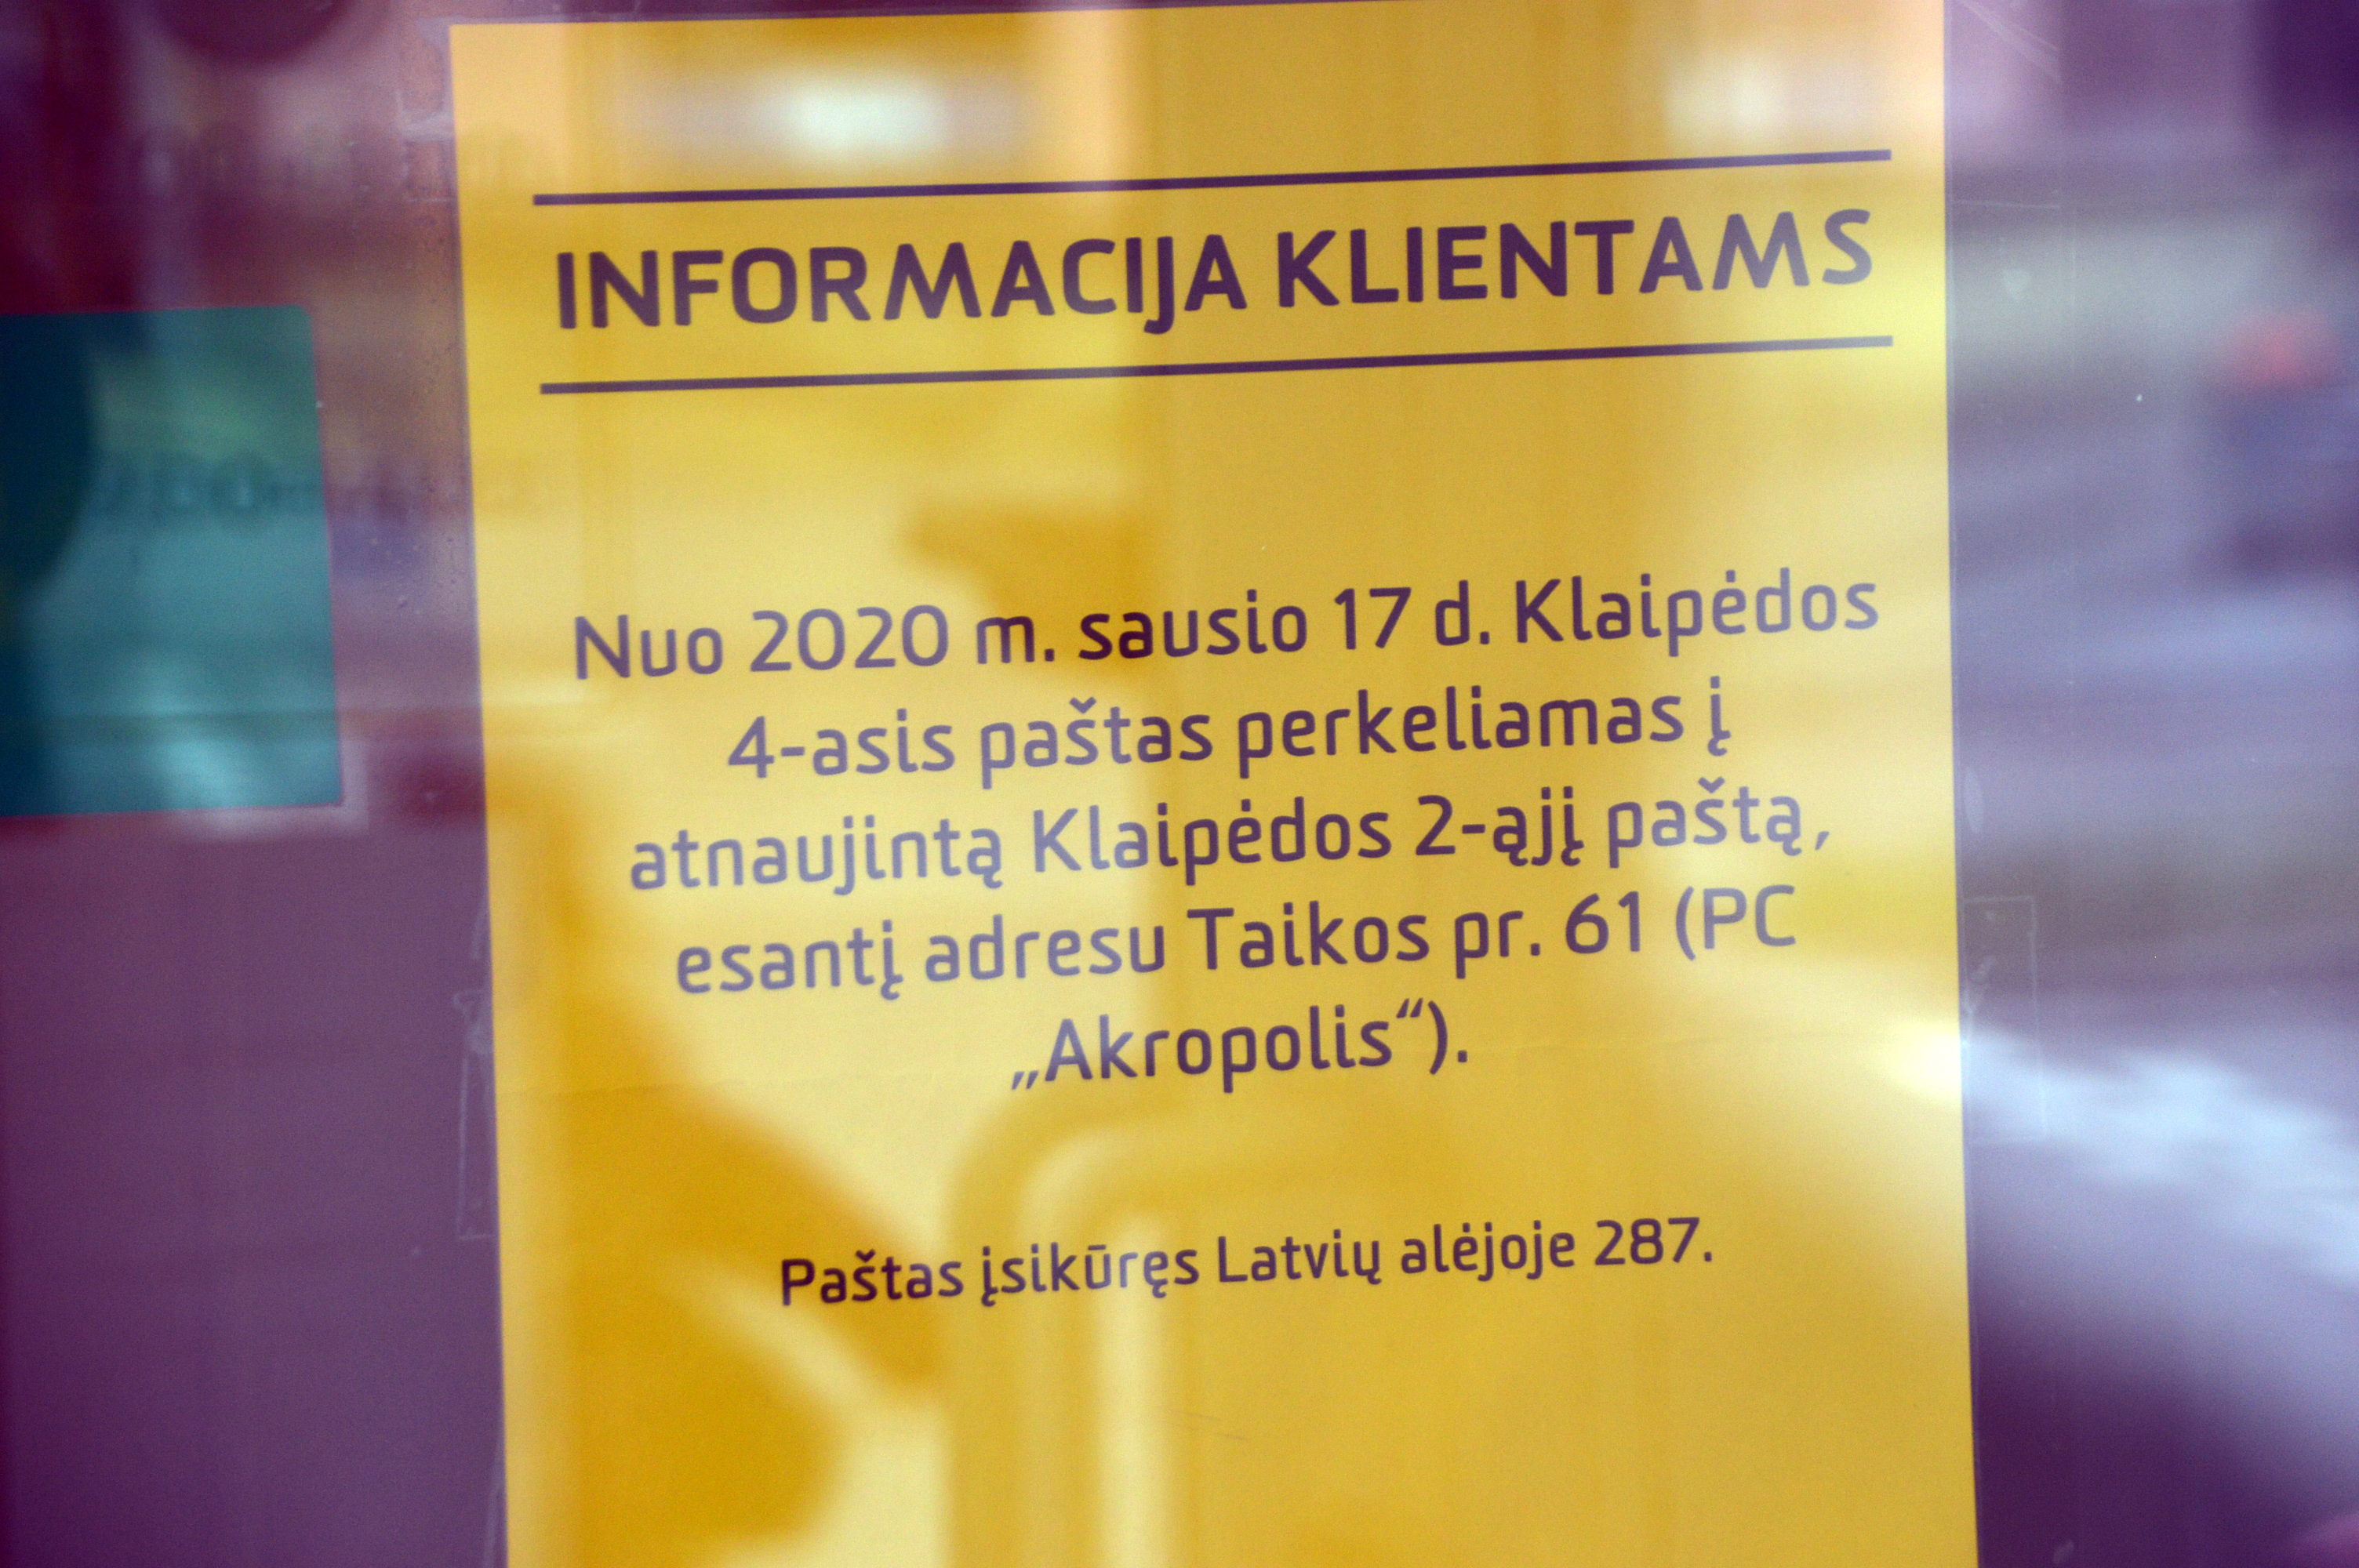 INFORMACIJA KLIENTAMS
Nuo 2020 m. sausio 17 d. Klaipėdos
4-asis paštas perkeliamas į
atnaujintą Klaipėdos 2-ąjį paštą,
esantį adresu Taikos pr. 61 (PC
„Akropolis“).
Paštas įsikūręs Latvių alėjoje 287.